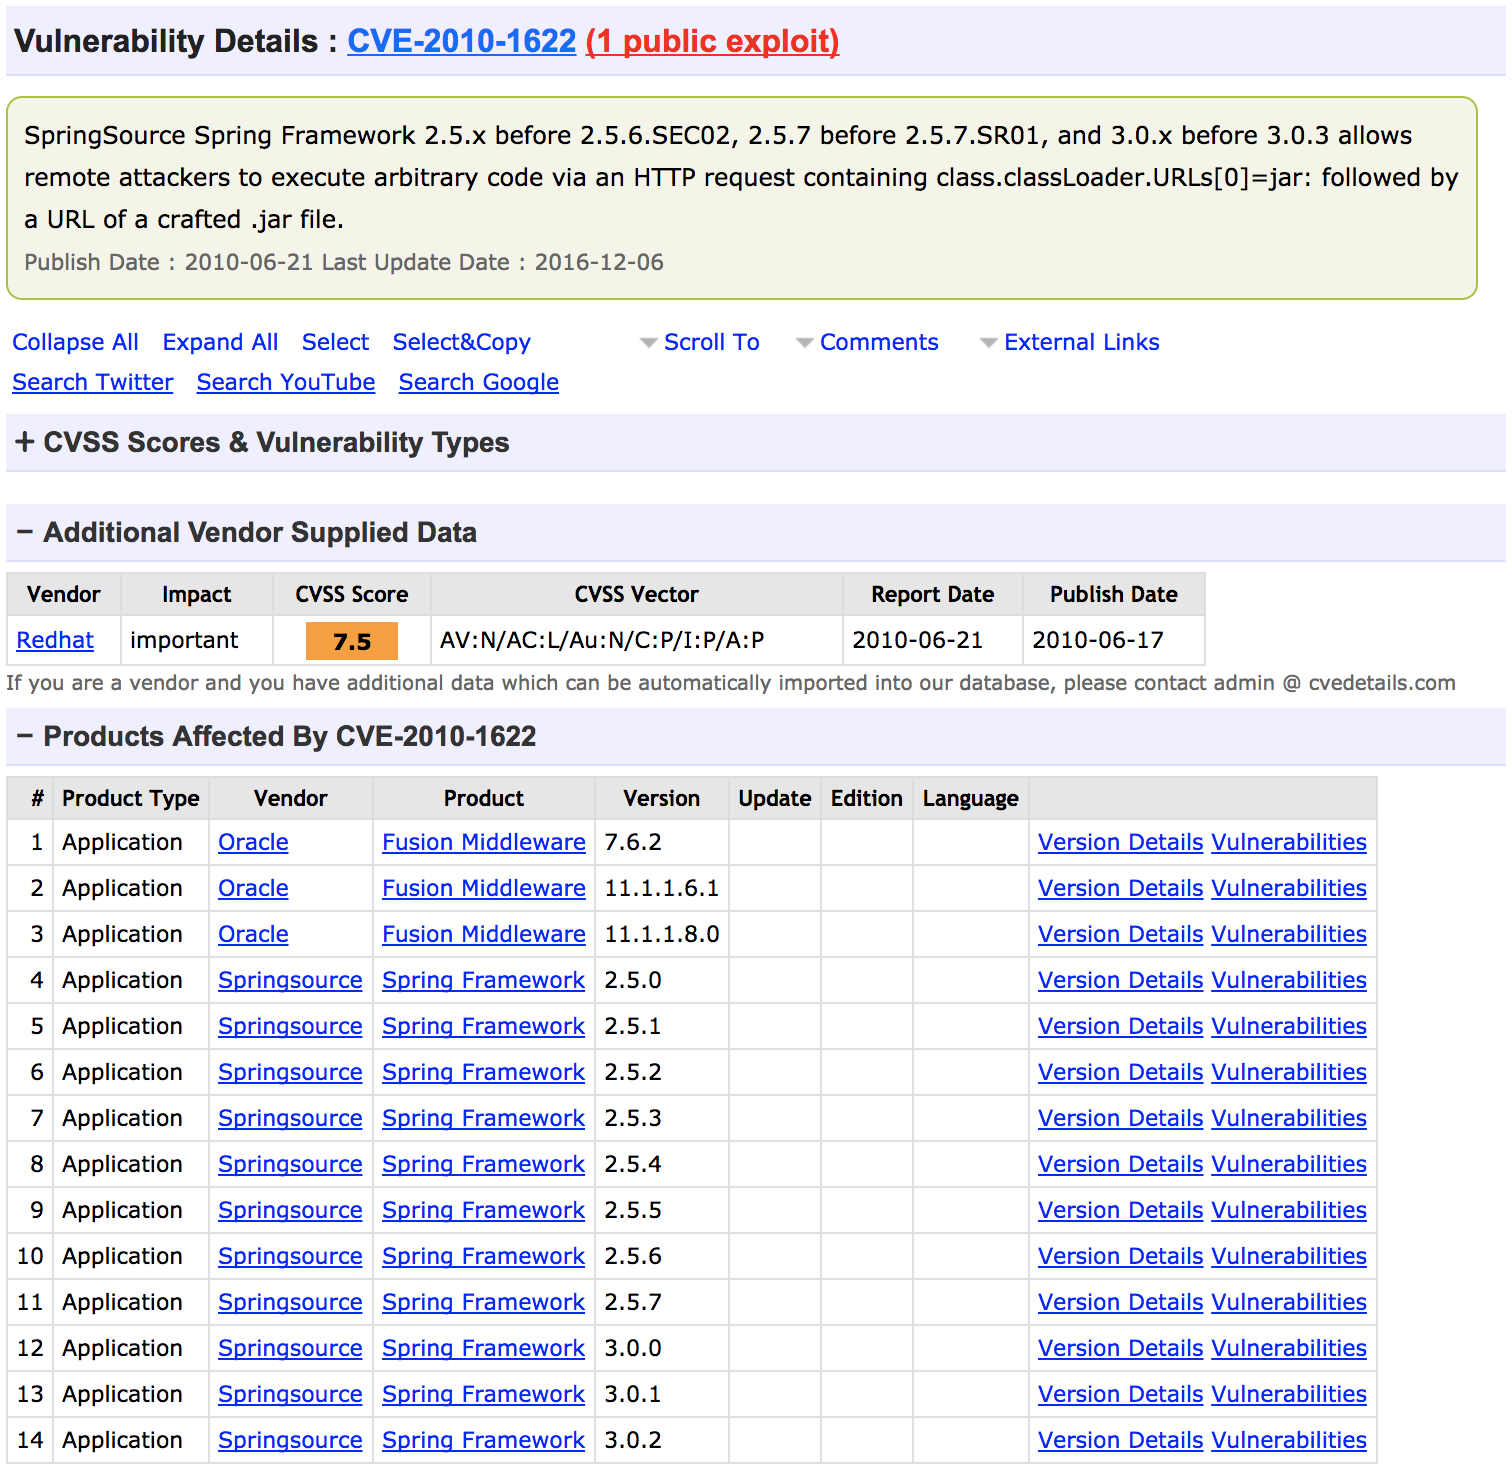 Vulnerability Details : CVE-2010-1622 (1 public exploit)
SpringSource Spring Framework 2.5.x before 2.5.6.SEC02, 2.5.7 before 2.5.7.SR01, and 3.0.x before 3.0.3 allows
remote attackers to execute arbitrary code via an HTTP request containing class.classLoader.URLs[0]=jar: followed by
a URL of a crafted .jar file.
Publish Date : 2010-06-21 Last Update Date : 2016-12-06
Collapse All Expand All Select Select&Copy Scroll To Comments External Links
Search Twitter Search YouTube Search Google
+ CVSS Scores & Vulnerability Types
− Additional Vendor Supplied Data
Vendor Impact CVSS Score CVSS Vector Report Date Publish Date
Redhat important 7.5 AV:N/AC:L/Au:N/C:P/I:P/A:P 2010-06-21 2010-06-17
If you are a vendor and you have additional data which can be automatically imported into our database, please contact admin @ cvedetails.com
− Products Affected By CVE-2010-1622
# Product Type Vendor Product Version Update Edition Language
1 Application Oracle Fusion Middleware 7.6.2 Version Details Vulnerabilities
2 Application Oracle Fusion Middleware 11.1.1.6.1 Version Details Vulnerabilities
3 Application Oracle Fusion Middleware 11.1.1.8.0 Version Details Vulnerabilities
4 Application Springsource Spring Framework 2.5.0 Version Details Vulnerabilities
5 Application Springsource Spring Framework 2.5.1 Version Details Vulnerabilities
6 Application Springsource Spring Framework 2.5.2 Version Details Vulnerabilities
7 Application Springsource Spring Framework 2.5.3 Version Details Vulnerabilities
8 Application Springsource Spring Framework 2.5.4 Version Details Vulnerabilities
9 Application Springsource Spring Framework 2.5.5 Version Details Vulnerabilities
10 Application Springsource Spring Framework 2.5.6 Version Details Vulnerabilities
11 Application Springsource Spring Framework 2.5.7 Version Details Vulnerabilities
12 Application Springsource Spring Framework 3.0.0 Version Details Vulnerabilities
13 Application Springsource Spring Framework 3.0.1 Version Details Vulnerabilities
14 Application Springsource Spring Framework 3.0.2 Version Details Vulnerabilities